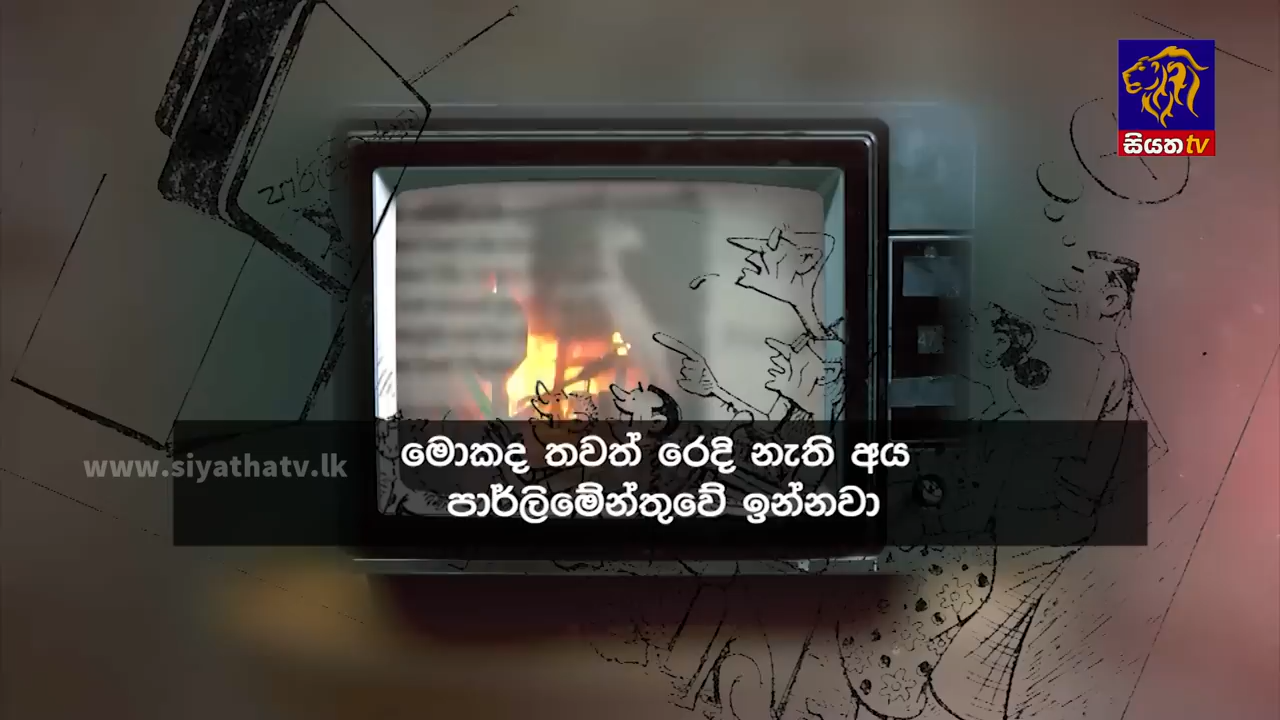 සියත tv
www.siyathatv.lk
මොකද තවත් රෙදි නැති අය
පාර්ලිමේන්තුවේ ඉන්නවා